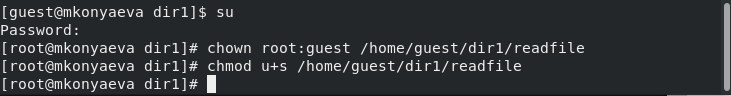 [guest@mkonyaeva dir1]$ su
Password:
[root@mkonyaeva dir1]# chown root:guest /home/guest/dir1/readfile
[root@mkonyaeva dir1]# chmod u+s /home/guest/dir1/readfile
[root@mkonyaeva dir1]#